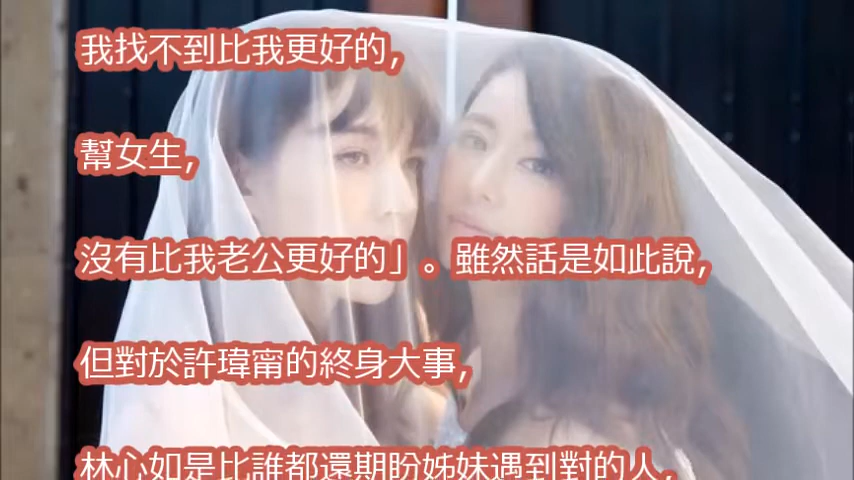 我找不到比我更好的，
幫女生，
沒有比我老公更好的」。雖然話是如此說，
但對於許瑋甯的終身大事，
林心如是比誰都還期盼姊妹遇到對的人，